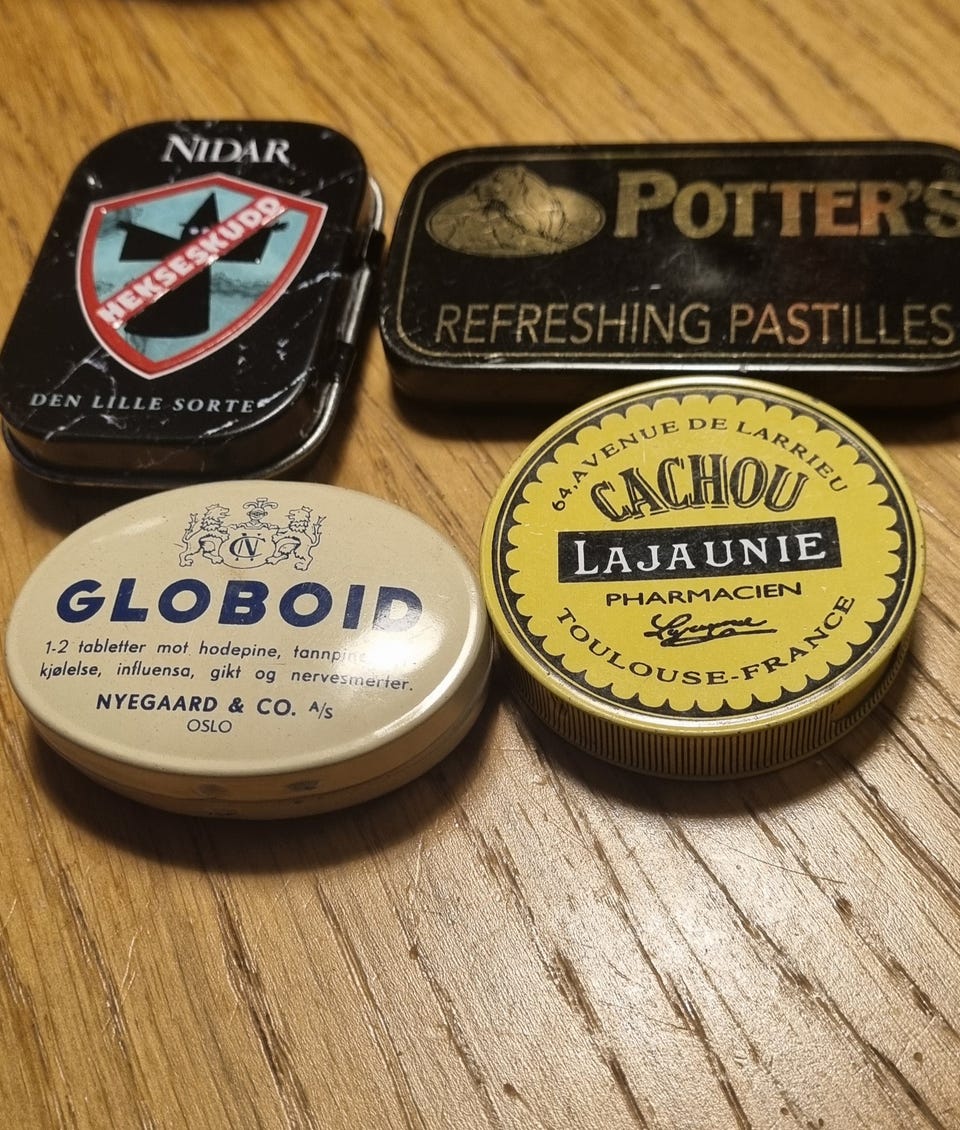 NIDAR
HEKSESKUDD
DEN LILLE SORTE
POTTER'S
REFRESHING PASTILLES
GLOBOID
1-2 tabletter mot hodepine,
kjølelse, influensa, gikt og nervesmerter.
NYEGAARD & CO. A/S
OSLO
64, AVENUE DE LARRIEU
CACHOU
LAJAUNIE
PHARMACIEN
TOULOUSE-FRANCE